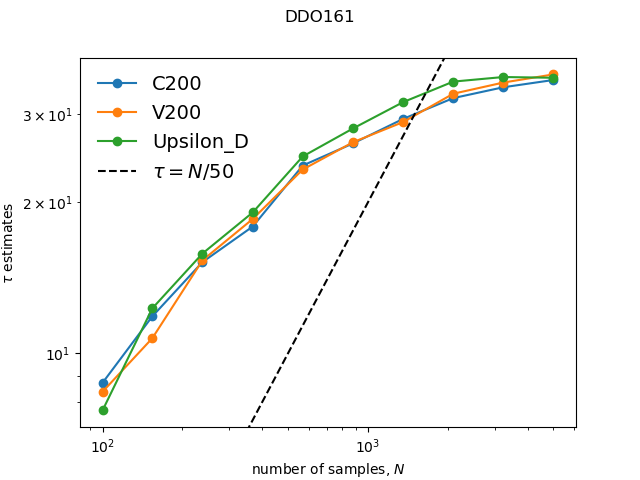 DDO161
C200
V200
Upsilon_D
τ = N/50
3 × 10¹
2 × 10¹
10¹
τ estimates
10² 10³
number of samples, N